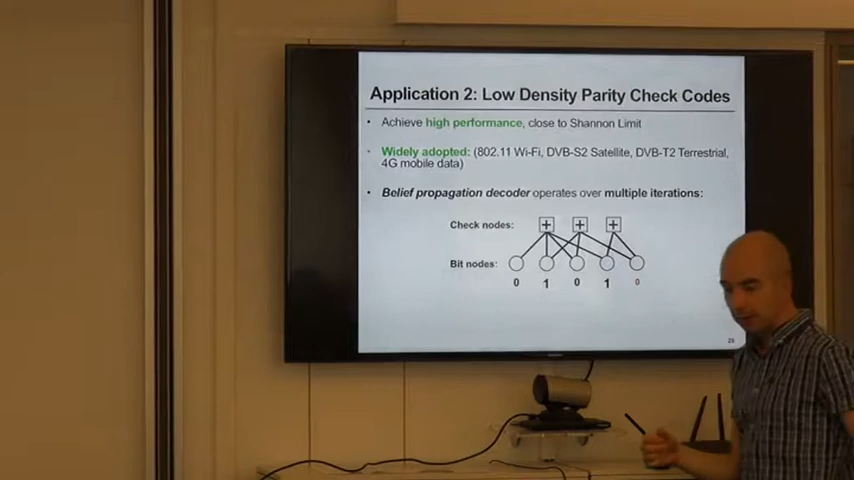 Application 2: Low Density Parity Check Codes
• Achieve high performance, close to Shannon Limit
• Widely adopted: (802.11 Wi-Fi, DVB-S2 Satellite, DVB-T2 Terrestrial,
4G mobile data)
• Belief propagation decoder operates over multiple iterations:
Check nodes: + + +
Bit nodes:
0 1 0 1 0